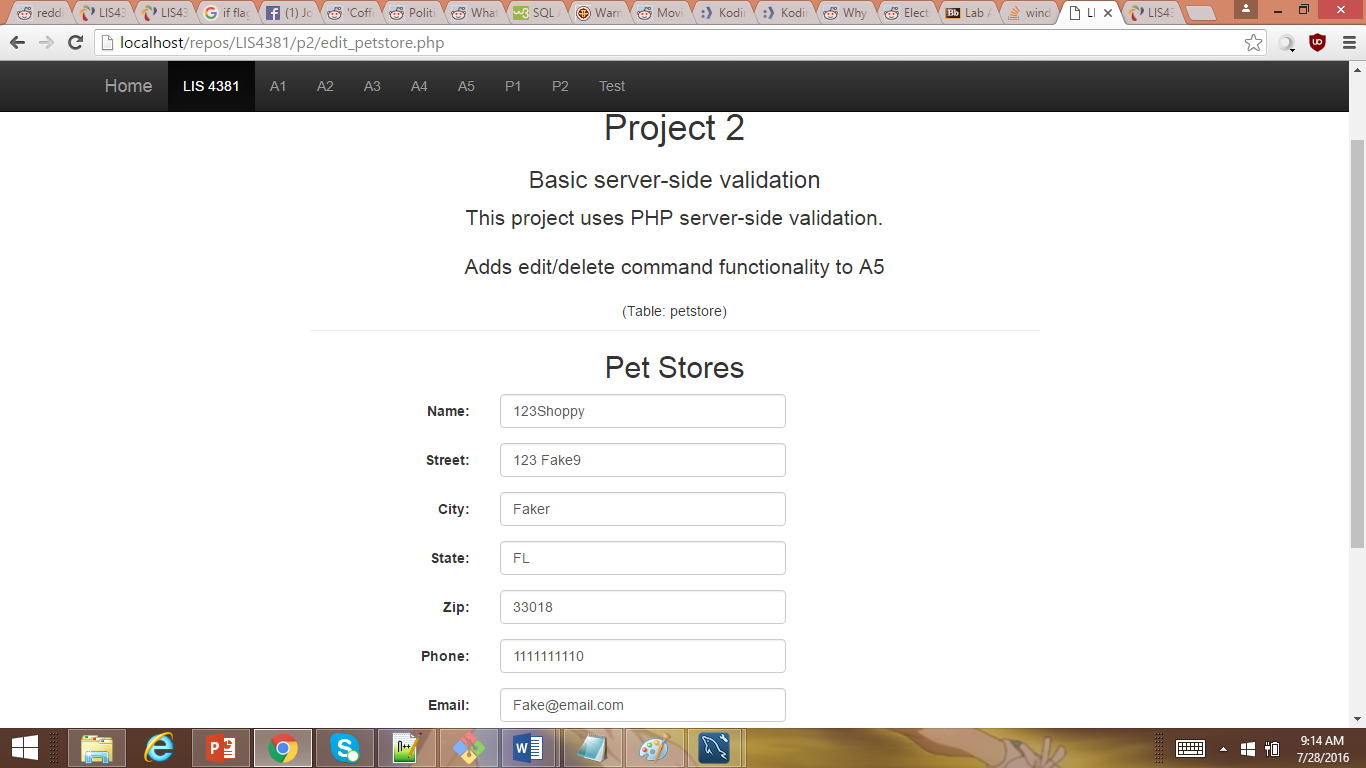 reddi LIS43 LIS43 if flag (1) Jo 'Coff Politi What SQL Warn Movi Kodin Kodin Why Elect Lab A wind LI LIS43
localhost/repos/LIS4381/p2/edit_petstore.php
Home LIS 4381 A1 A2 A3 A4 A5 P1 P2 Test
Project 2
Basic server-side validation
This project uses PHP server-side validation.
Adds edit/delete command functionality to A5
(Table: petstore)
Pet Stores
Name: 123Shoppy
Street: 123 Fake9
City: Faker
State: FL
Zip: 33018
Phone: 1111111110
Email: Fake@email.com
9:14 AM
7/28/2016